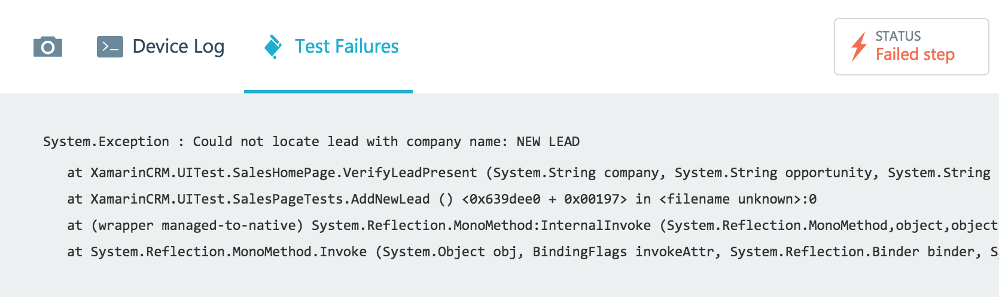 Device Log
Test Failures
STATUS
Failed step
System.Exception : Could not locate lead with company name: NEW LEAD
at XamarinCRM.UITest.SalesHomePage.VerifyLeadPresent (System.String company, System.String opportunity, System.String
at XamarinCRM.UITest.SalesPageTests.AddNewLead () <0x639dee0 + 0x00197> in <filename unknown>:0
at (wrapper managed-to-native) System.Reflection.MonoMethod:InternalInvoke (System.Reflection.MonoMethod,object,object
at System.Reflection.MonoMethod.Invoke (System.Object obj, BindingFlags invokeAttr, System.Reflection.Binder binder,